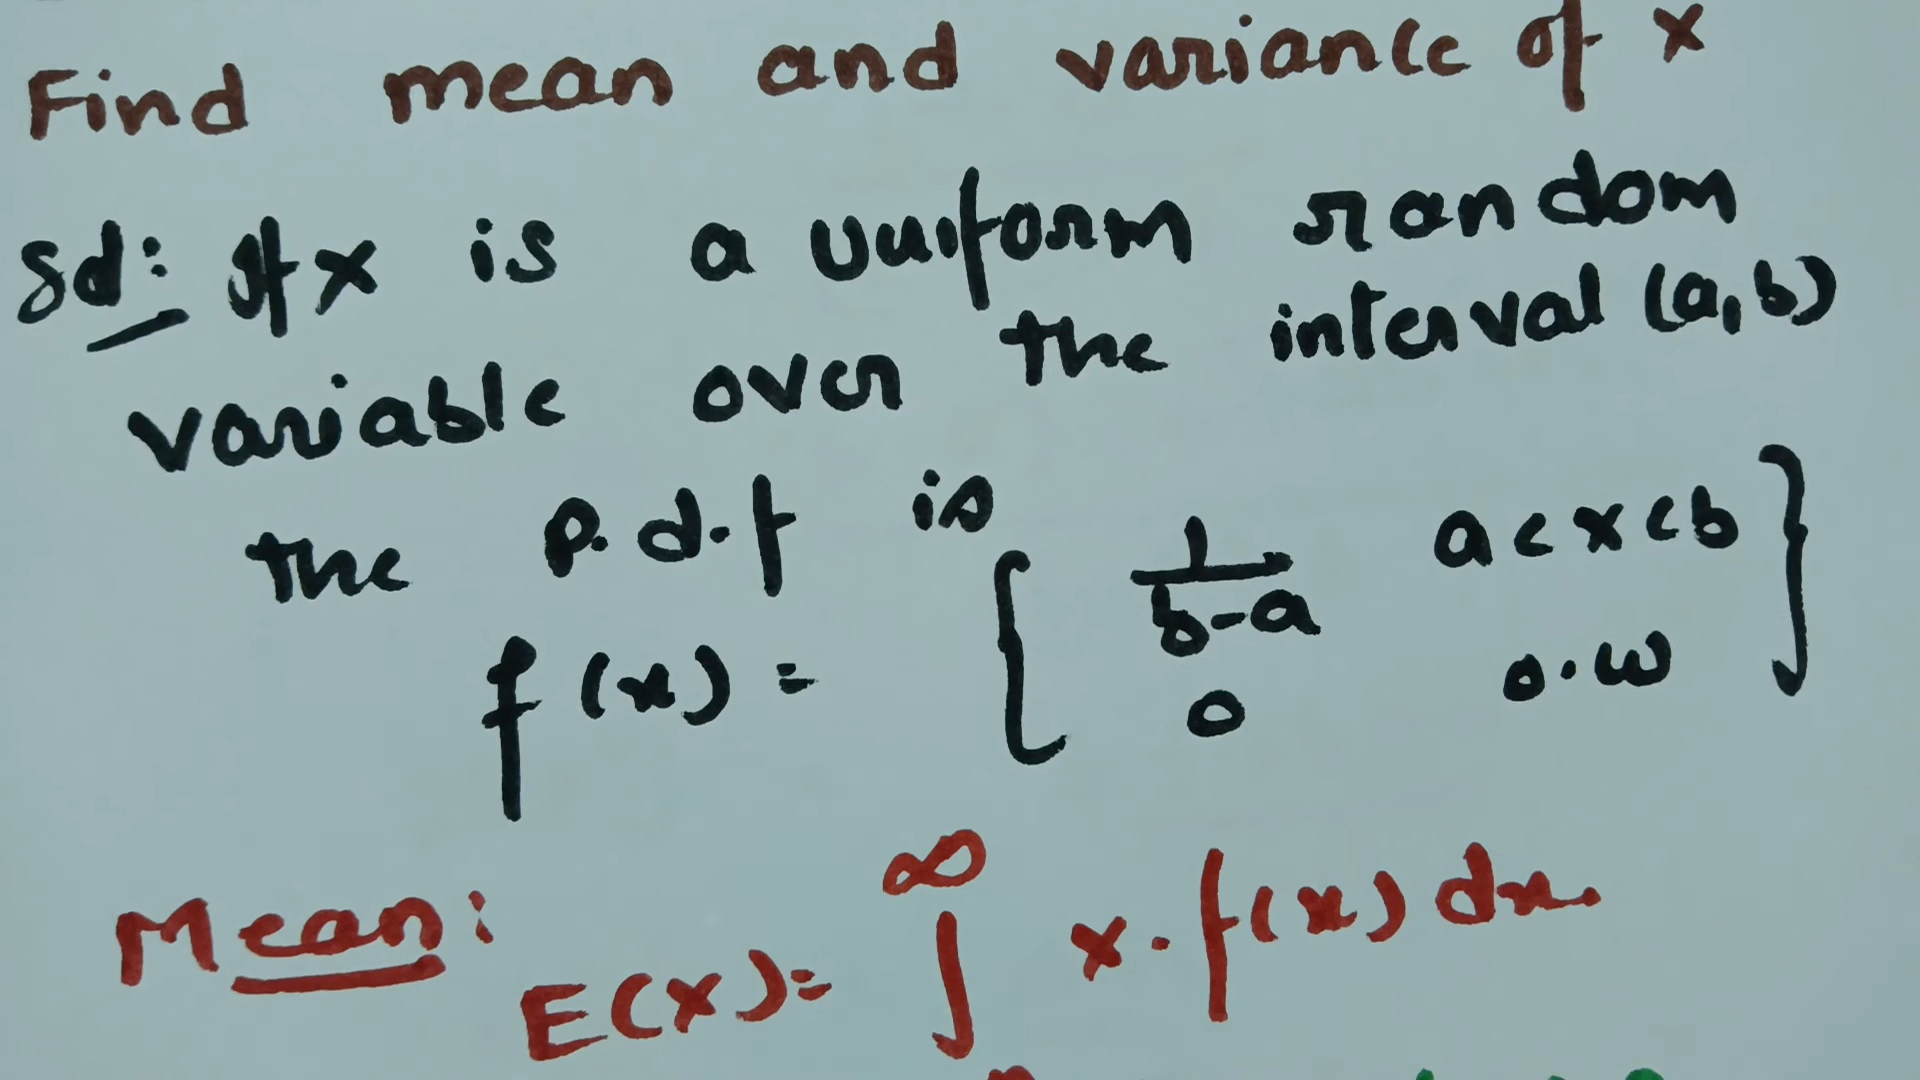 Find mean and variance of x
Sol: If x is a uniform random
variable over the interval (a,b)
the p.d.f is
f(x) = { 1/(b-a) a<x<b
0 o.w }
Mean:
E(x) = ∫ ∞ x.f(x) dx.